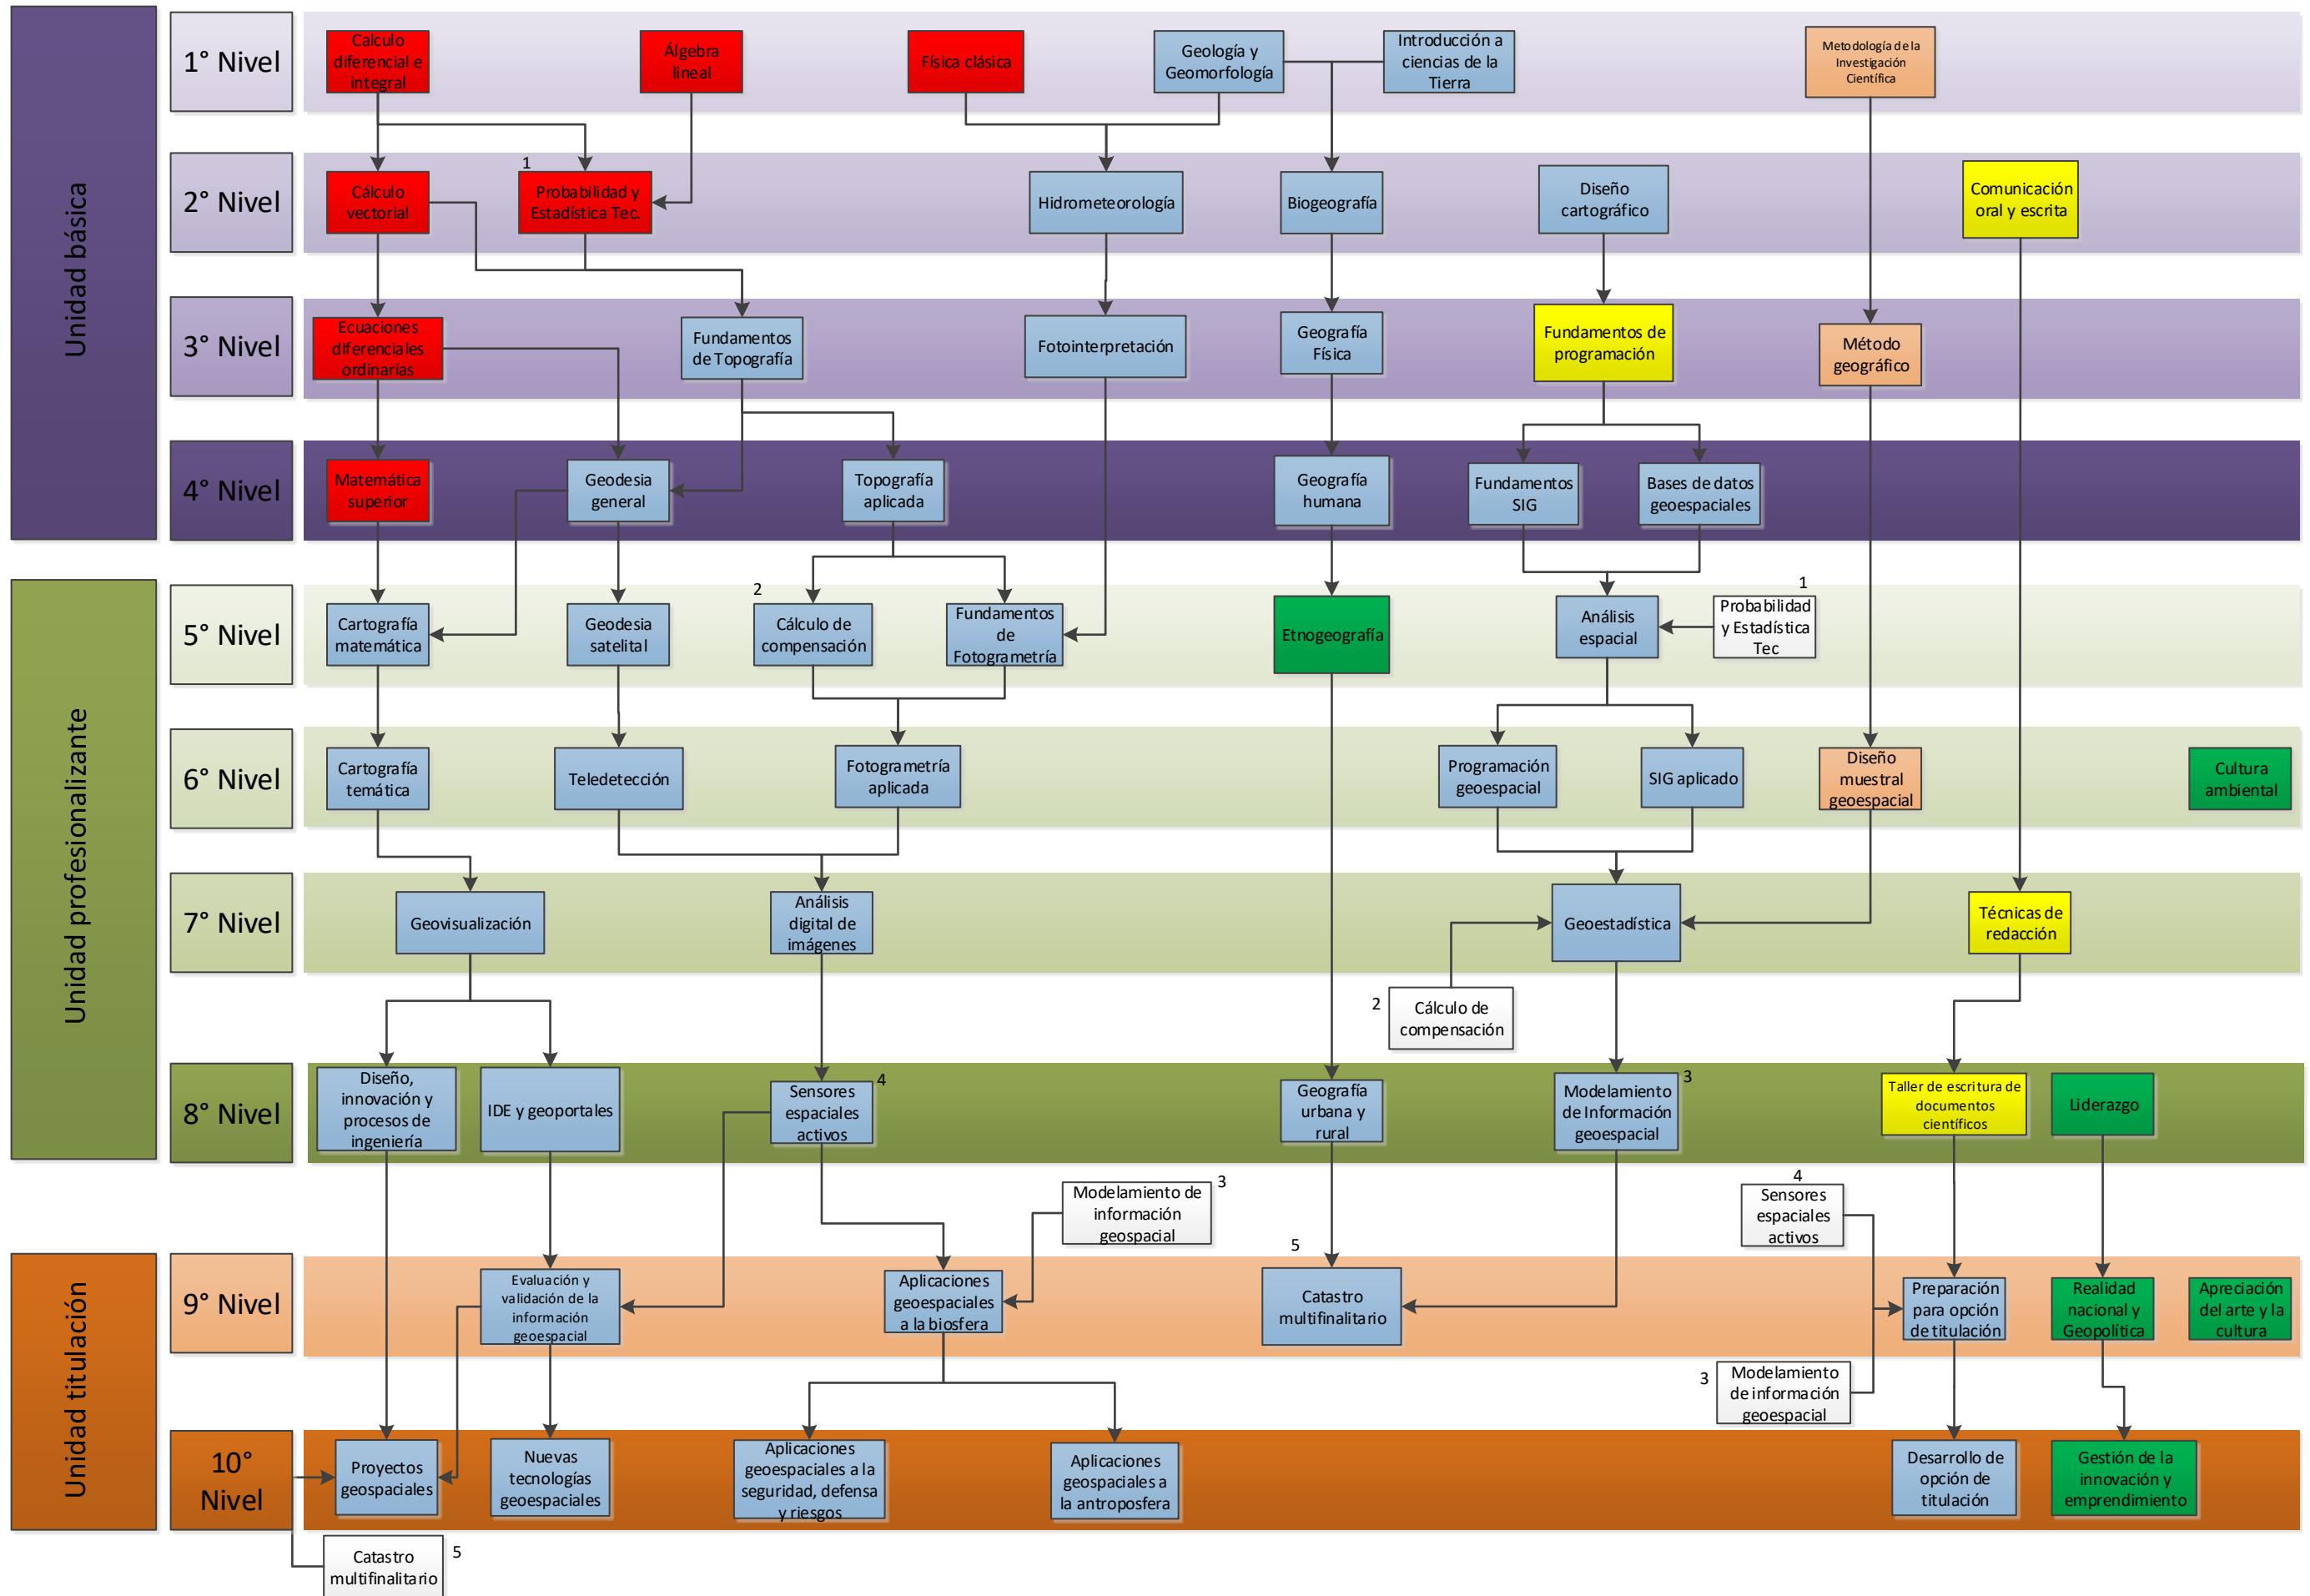 Unidad básica
1° Nivel
Calculo
diferencial e
integral
Álgebra
lineal
Física clásica
Geología y
Geomorfología
Introducción a
ciencias de la
Tierra
Metodología de la
Investigación
Científica
2° Nivel
Cálculo
vectorial
1
Probabilidad y
Estadística Tec.
Hidrometeorología
Biogeografía
Diseño
cartográfico
Comunicación
oral y escrita
3° Nivel
Ecuaciones
diferenciales
ordinarias
Fundamentos
de Topografía
Fotointerpretación
Geografía
Física
Fundamentos de
programación
Método
geográfico
4° Nivel
Matemática
superior
Geodesia
general
Topografía
aplicada
Geografía
humana
Fundamentos
SIG
Bases de datos
geoespaciales
Unidad profesionalizante
5° Nivel
Cartografía
matemática
Geodesia
satelital
2
Cálculo de
compensación
Fundamentos
de
Fotogrametría
Etnogeografía
Análisis
espacial
1
Probabilidad
y Estadística
Tec
6° Nivel
Cartografía
temática
Teledetección
Fotogrametría
aplicada
Programación
geoespacial
SIG aplicado
Diseño
muestral
geoespacial
Cultura
ambiental
7° Nivel
Geovisualización
Análisis
digital de
imágenes
Geoestadística
Técnicas de
redacción
2
Cálculo de
compensación
8° Nivel
Diseño,
innovación y
procesos de
ingeniería
IDE y geoportales
Sensores
espaciales
activos
4
Geografía
urbana y
rural
Modelamiento
de Información
geoespacial
3
Taller de escritura de
documentos
científicos
Liderazgo
Modelamiento de
información
geospacial
3
4
Sensores
espaciales
activos
Unidad titulación
9° Nivel
Evaluación y
validación de la
información
geoespacial
Aplicaciones
geoespaciales
a la biosfera
5
Catastro
multifinalitario
Preparación
para opción
de titulación
Realidad
nacional y
Geopolítica
Apreciación
del arte y la
cultura
3
Modelamiento
de información
geoespacial
10°
Nivel
Proyectos
geospaciales
Nuevas
tecnologías
geoespaciales
Aplicaciones
geoespaciales a la
seguridad, defensa
y riesgos
Aplicaciones
geospaciales a
la antroposfera
Desarrollo de
opción de
titulación
Gestión de la
innovación y
emprendimiento
Catastro
multifinalitario
5